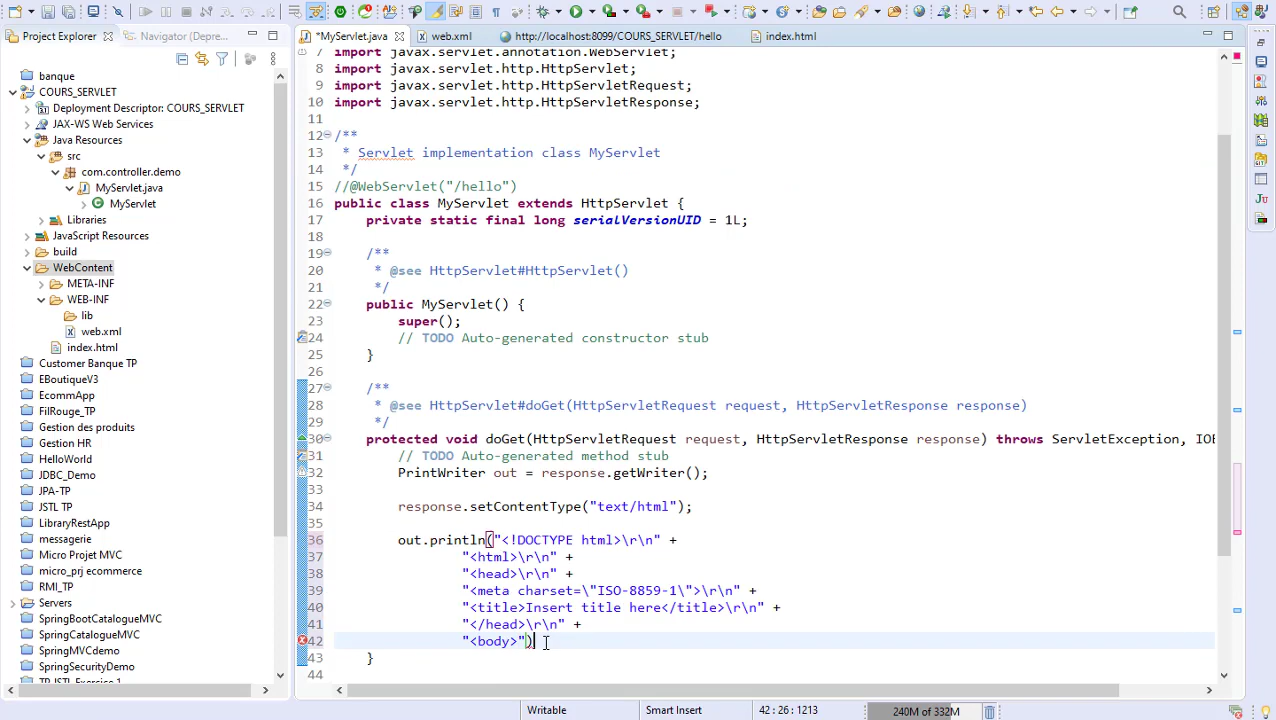 Project Explorer
Navigator (Depre...
banque
COURS_SERVLET
Deployment Descriptor: COURS_SERVLET
JAX-WS Web Services
Java Resources
src
com.controller.demo
MyServlet.java
MyServlet
Libraries
JavaScript Resources
build
WebContent
META-INF
WEB-INF
lib
web.xml
index.html
Customer Banque TP
EBoutiqueV3
EcommApp
FilRouge_TP
Gestion des produits
Gestion HR
HelloWorld
JDBC_Demo
JPA-TP
JSTL TP
LibraryRestApp
messagerie
Micro Projet MVC
micro_prj ecommerce
RMI_TP
Servers
SpringBootCatalogueMVC
SpringCatalogueMVC
SpringMVCdemo
SpringSecurityDemo
TP JSTL Exercice 1
*MyServlet.java
web.xml
http://localhost:8099/COURS_SERVLET/hello
index.html
7 import javax.servlet.annotation.WebServlet;
8 import javax.servlet.http.HttpServlet;
9 import javax.servlet.http.HttpServletRequest;
10 import javax.servlet.http.HttpServletResponse;
11
12 /**
13 * Servlet implementation class MyServlet
14 */
15 //@WebServlet("/hello")
16 public class MyServlet extends HttpServlet {
17 private static final long serialVersionUID = 1L;
18
19 /**
20 * @see HttpServlet#HttpServlet()
21 */
22 public MyServlet() {
23 super();
24 // TODO Auto-generated constructor stub
25 }
26
27 /**
28 * @see HttpServlet#doGet(HttpServletRequest request, HttpServletResponse response)
29 */
30 protected void doGet(HttpServletRequest request, HttpServletResponse response) throws ServletException, IOE
31 // TODO Auto-generated method stub
32 PrintWriter out = response.getWriter();
33
34 response.setContentType("text/html");
35
36 out.println("<!DOCTYPE html>\r\n" +
37 "<html>\r\n" +
38 "<head>\r\n" +
39 "<meta charset=\"ISO-8859-1\">\r\n" +
40 "<title>Insert title here</title>\r\n" +
41 "</head>\r\n" +
42 "<body>")
43 }
44
Writable
Smart Insert
42 : 26 : 1213
240M of 332M